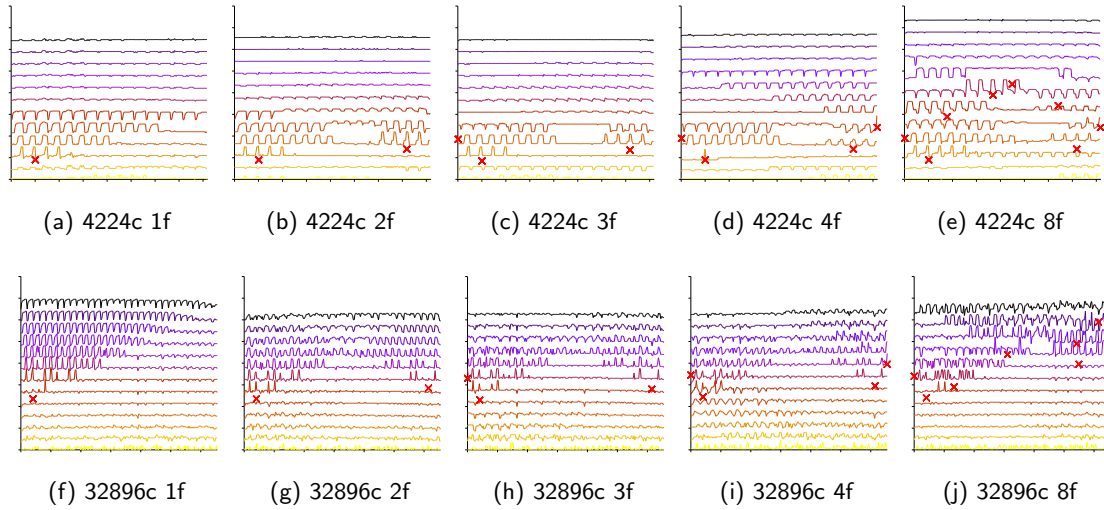 (a) 4224c 1f
(b) 4224c 2f
(c) 4224c 3f
(d) 4224c 4f
(e) 4224c 8f
(f) 32896c 1f
(g) 32896c 2f
(h) 32896c 3f
(i) 32896c 4f
(j) 32896c 8f